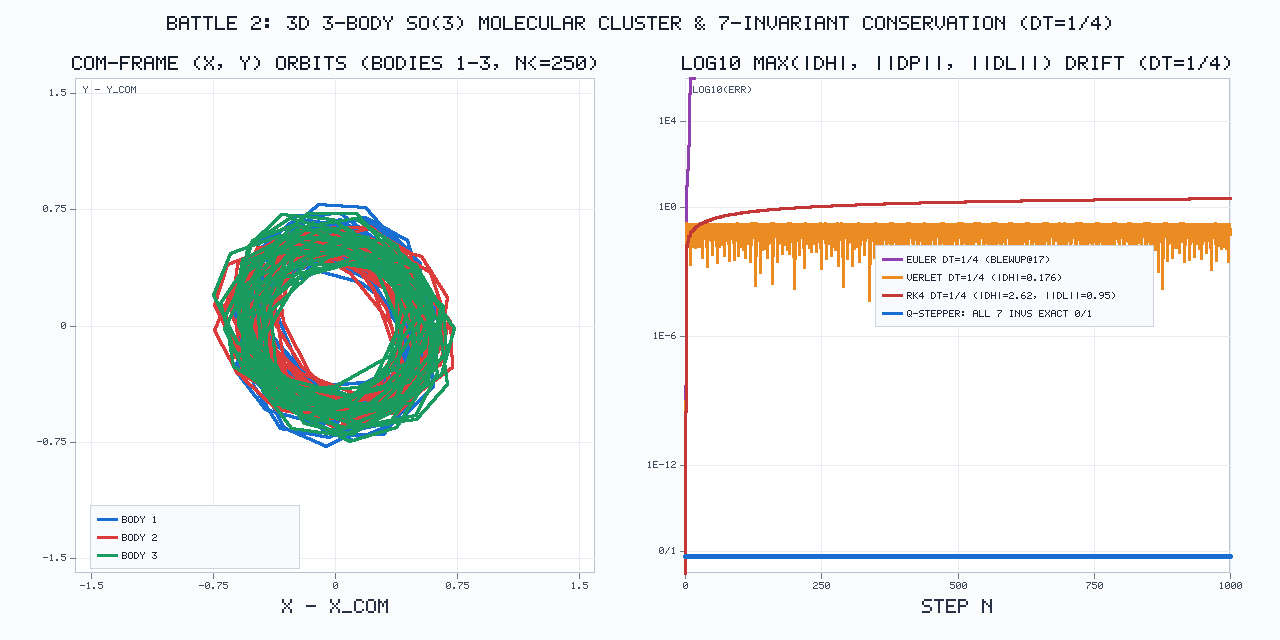 BATTLE 2: 3D 3-BODY SO(3) MOLECULAR CLUSTER & 7-INVARIANT CONSERVATION (DT=1/4)
COM-FRAME (X, Y) ORBITS (BODIES 1-3, N<=250)
Y - Y_COM
1.5
0.75
0
-0.75
-1.5
BODY 1
BODY 2
BODY 3
-1.5
-0.75
0
0.75
1.5
X - X_COM
LOG10 MAX(|DH|, ||DP||, ||DL||) DRIFT (DT=1/4)
LOG10(ERR)
1E4
1E0
1E-6
1E-12
0/1
EULER DT=1/4 (BLEWUP@17)
VERLET DT=1/4 (|DH|=0.176)
RK4 DT=1/4 (|DH|=2.62, ||DL||=0.95)
Q-STEPPER: ALL 7 INVS EXACT 0/1
0
250
500
750
1000
STEP N